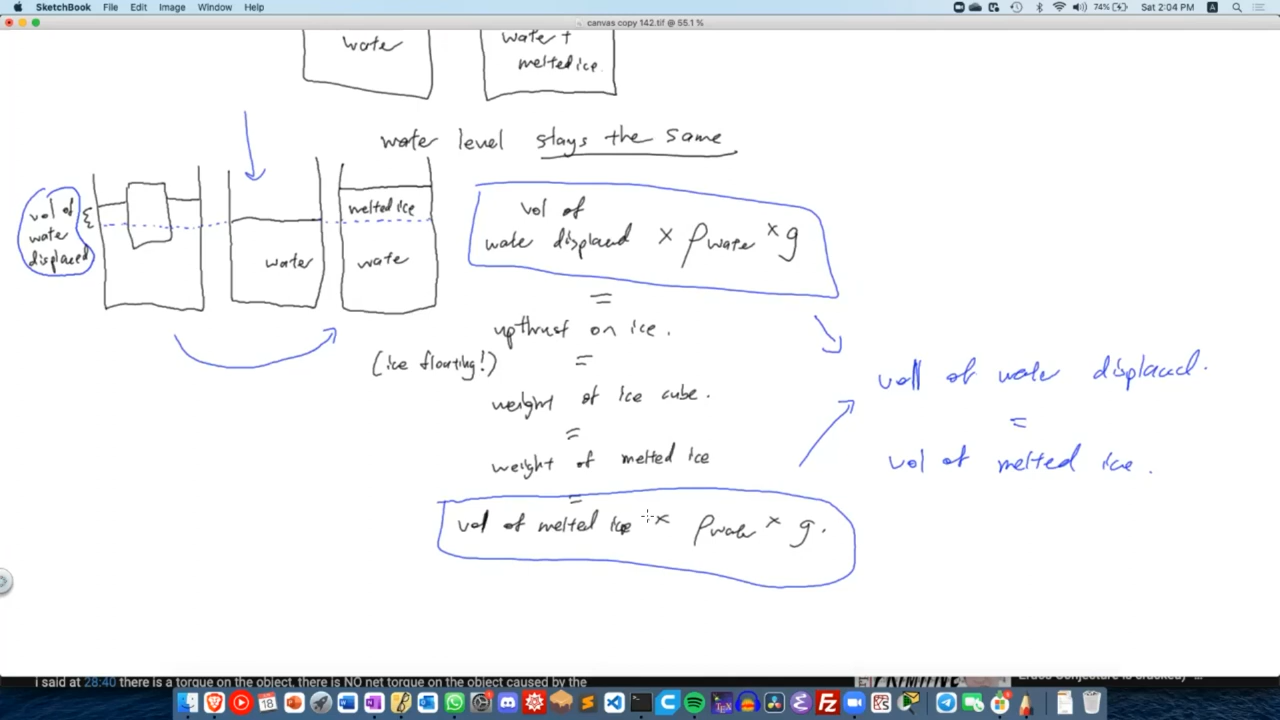 SketchBook File Edit Image Window Help
74% Sat 2:04 PM
canvas copy 142.tif @ 55.1 %
water
water +
melted ice.
water level stays the same
vol of
water
displaced
melted ice
water
water
vol of
water displaced × ρwater × g
=
upthrust on ice.
(ice floating!)
=
weight of ice cube.
=
weight of melted ice
=
vol of melted ice × ρwater × g.
voll of water displaced.
=
vol of melted ice.
i said at 28:40 there is a torque on the object, there is NO net torque on the object caused by the